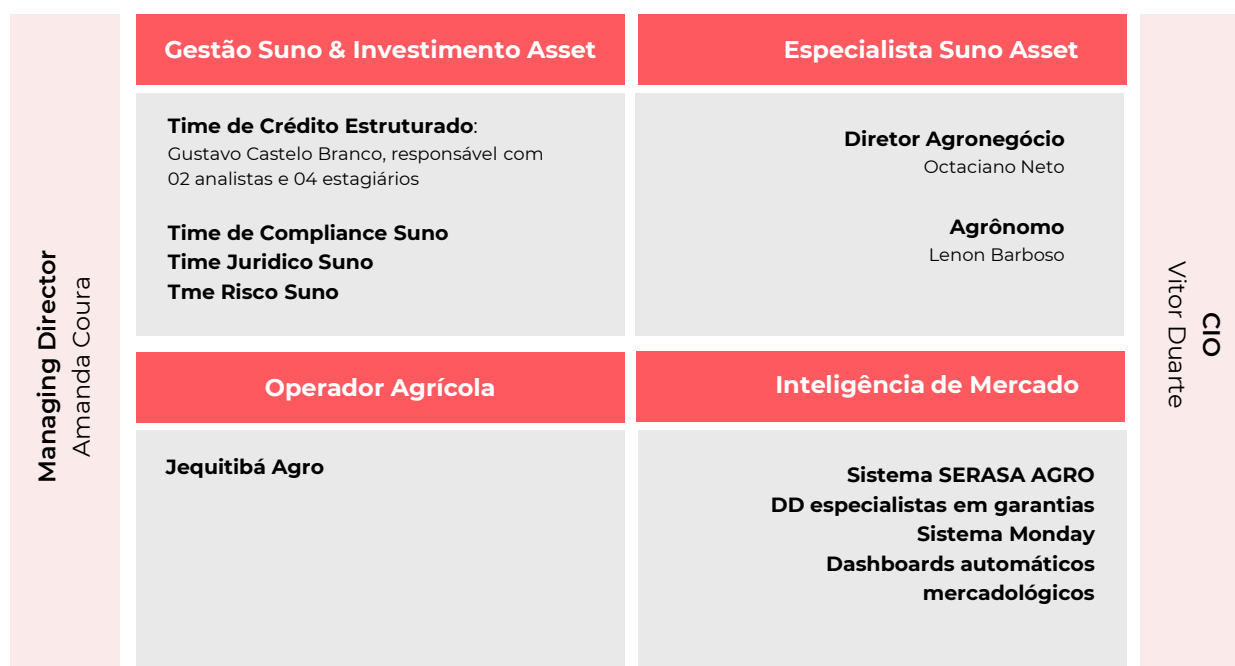 Managing Director
Amanda Coura
Gestão Suno & Investimento Asset
Time de Crédito Estruturado:
Gustavo Castelo Branco, responsável com
02 analistas e 04 estagiários
Time de Compliance Suno
Time Juridico Suno
Tme Risco Suno
Especialista Suno Asset
Diretor Agronegócio
Octaciano Neto
Agrônomo
Lenon Barboso
Operador Agrícola
Jequitibá Agro
Inteligência de Mercado
Sistema SERASA AGRO
DD especialistas em garantias
Sistema Monday
Dashboards automáticos
mercadológicos
CIO
Vitor Duarte